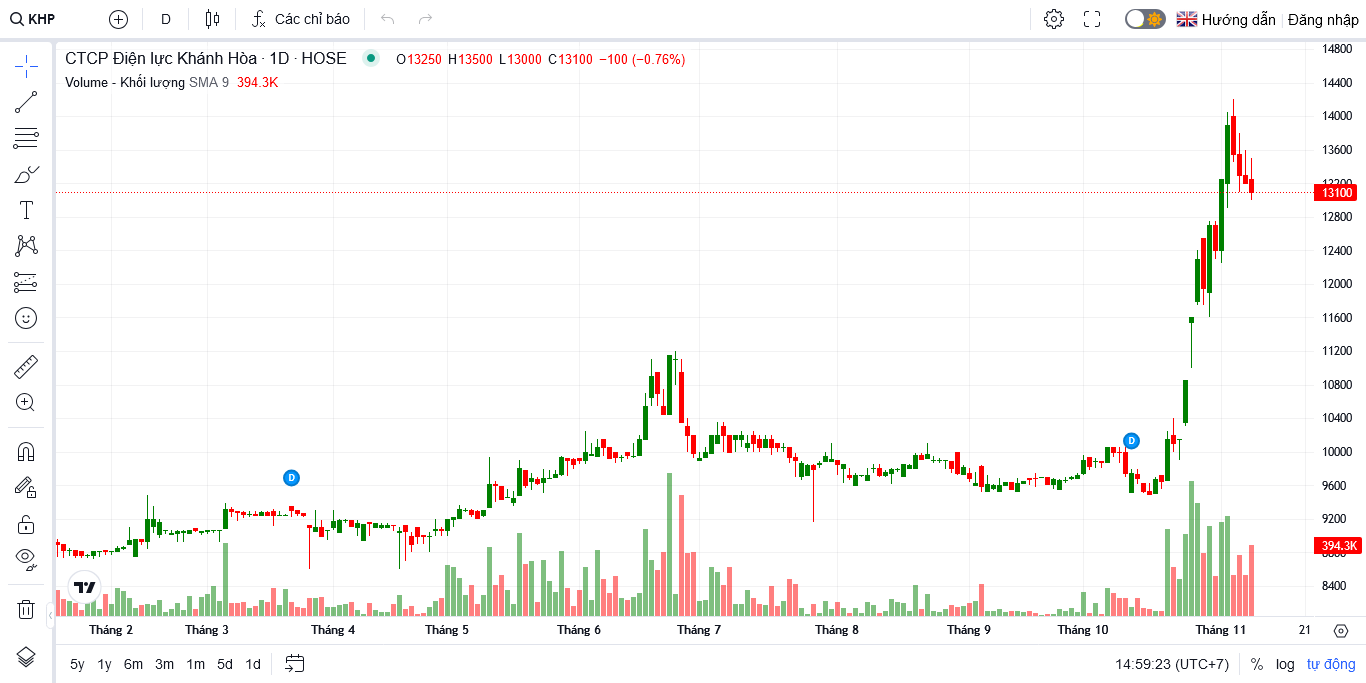 KHP D Các chỉ báo Hướng dẫn Đăng nhập
CTCP Điện lực Khánh Hòa · 1D · HOSE O13250 H13500 L13000 C13100 −100 (−0.76%)
Volume - Khối lượng SMA 9 394.3K
14800
14400
14000
13600
13200
13100
12800
12400
12000
11600
11200
10800
10400
10000
9600
9200
394.3K
8800
8400
D
D
Tháng 2 Tháng 3 Tháng 4 Tháng 5 Tháng 6 Tháng 7 Tháng 8 Tháng 9 Tháng 10 Tháng 11 21
5y 1y 6m 3m 1m 5d 1d 14:59:23 (UTC+7) % log tự động